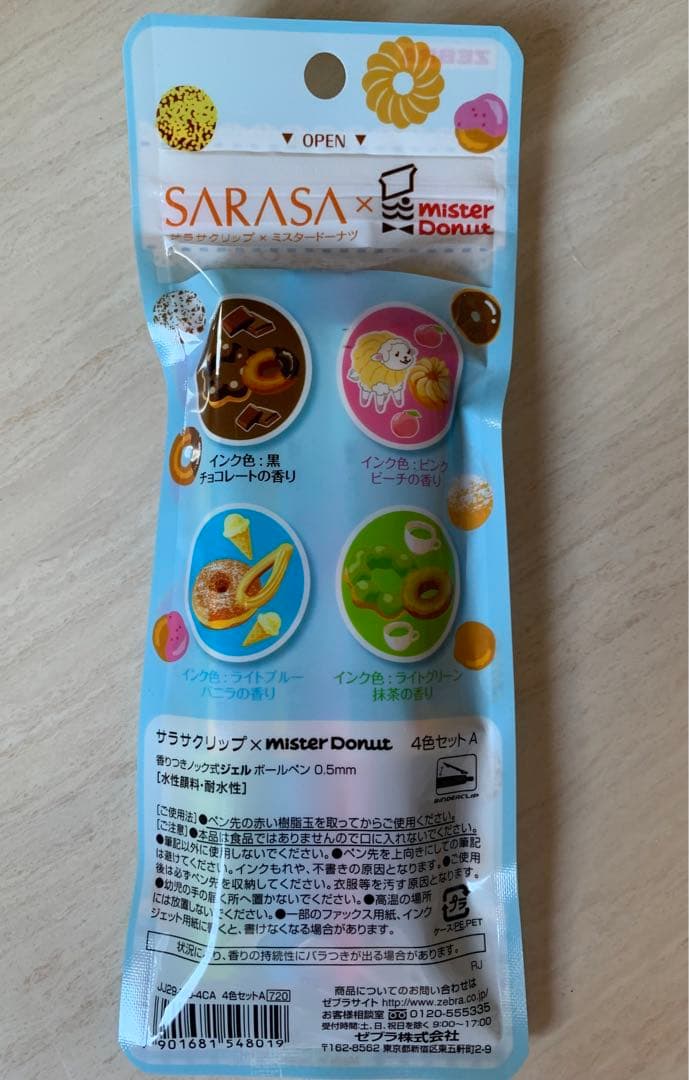 ZEB
▼ OPEN ▼
SARASA × mister Donut
サラサクリップ × ミスタードーナツ
インク色：黒
チョコレートの香り
インク色：ピンク
ピーチの香り
インク色：ライトブルー
バニラの香り
インク色：ライトグリーン
抹茶の香り
サラサクリップ×mister Donut 4色セットA
香りつきノック式ジェルボールペン 0.5mm
[水性顔料・耐水性]
BINDERCLIP
[ご使用法]●ペン先の赤い樹脂玉を取ってからご使用ください。
[ご注意]●本品は食品ではありませんので口に入れないでください。
●筆記以外に使用しないでください。●ペン先を上向きにしての筆記
は避けてください。インクもれや、不書きの原因となります。●ご使用
後は必ずペン先を収納してください。衣服等を汚す原因となります。
●幼児の手の届く所へ置かないでください。●高温の場所
には放置しないでください。●一部のファックス用紙、インク
ジェット用紙に書くと、書けなくなる場合があります。
プラ
ケース:PE,PET
状況により、香りの持続性にバラつきが出る場合があります。
RJ
JJ29- -4CA 4色セットA 720
4 901681 548019
商品についてのお問い合わせは
ゼブラサイト http://www.zebra.co.jp/
お客様相談室 0120-555335
受付時間:土、日、祝日を除く 9:00~17:00
ゼブラ株式会社
〒162-8562 東京都新宿区東五軒町2-9